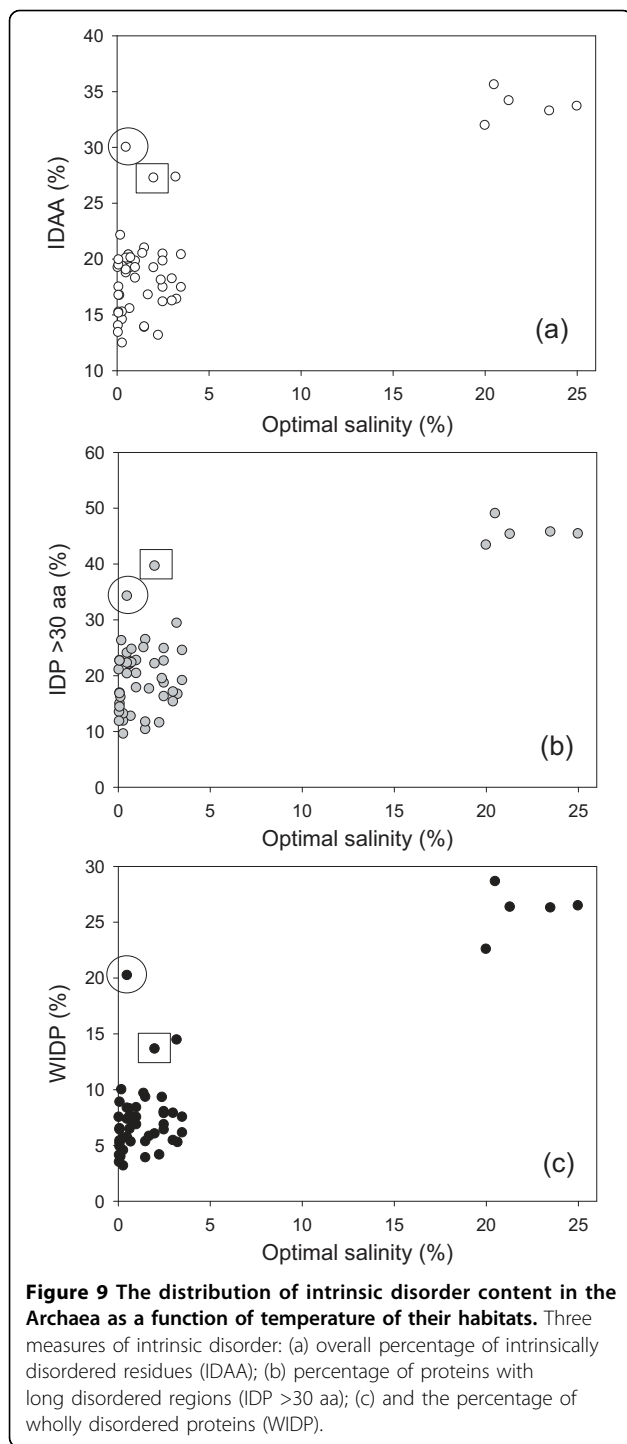 40
35
30
25
20
15
10
IDAA (%)
(a)
0 5 10 15 20 25
Optimal salinity (%)
60
50
40
30
20
10
0
IDP >30 aa (%)
(b)
0 5 10 15 20 25
Optimal salinity (%)
30
25
20
15
10
5
0
WIDP (%)
(c)
0 5 10 15 20 25
Optimal salinity (%)
Figure 9 The distribution of intrinsic disorder content in the
Archaea as a function of temperature of their habitats. Three
measures of intrinsic disorder: (a) overall percentage of intrinsically
disordered residues (IDAA); (b) percentage of proteins with
long disordered regions (IDP >30 aa); (c) and the percentage of
wholly disordered proteins (WIDP).